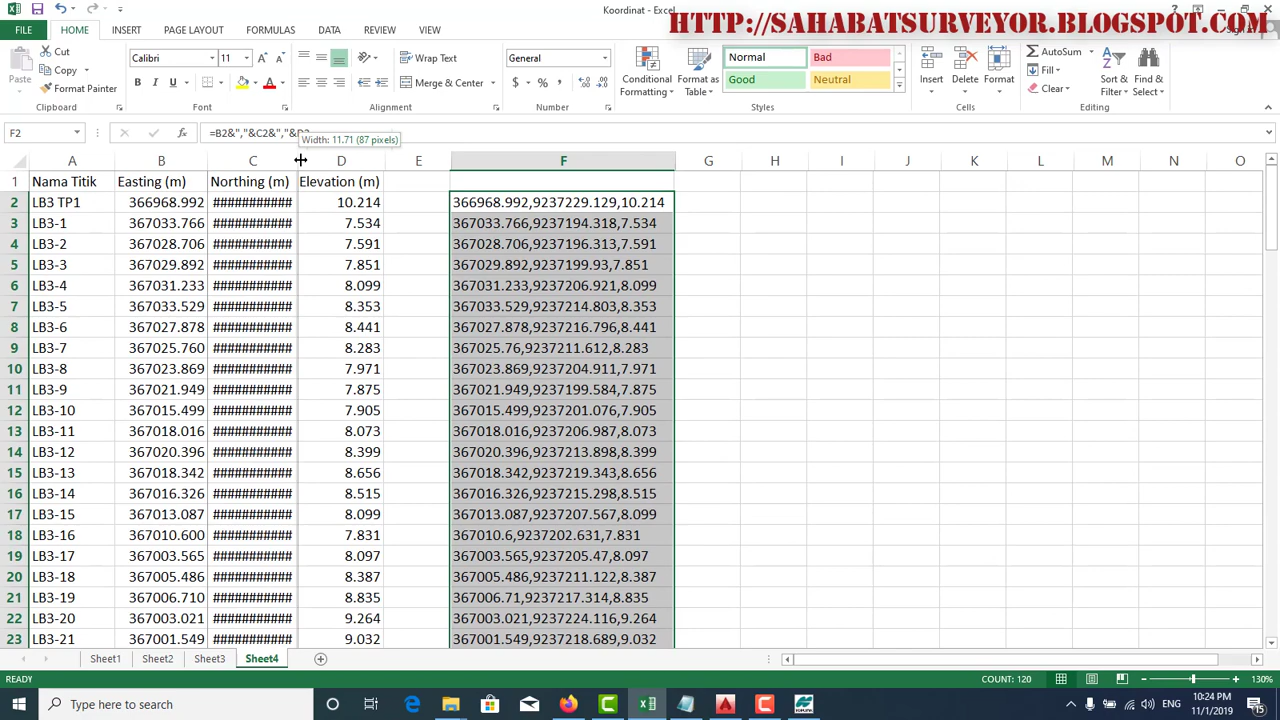 Koordinat - Excel
HTTP://SAHABATSURVEYOR.BLOGSPOT.COM
FILE HOME INSERT PAGE LAYOUT FORMULAS DATA REVIEW VIEW
Paste Cut Copy Format Painter
Calibri 11 General
B I U
Wrap Text
Merge & Center
$ %
Conditional Formatting
Format as Table
Normal Bad
Good Neutral
Insert Delete Format
AutoSum
Fill
Clear
Sort & Filter
Find & Select
Clipboard Font Alignment Number Styles Cells Editing
F2 fx =B2&","&C2&","&D2
Width: 11.71 (87 pixels)
A B C D E F G H I J K L M N O
1 Nama Titik Easting (m) Northing (m) Elevation (m)
2 LB3 TP1 366968.992 ########### 10.214 366968.992,9237229.129,10.214
3 LB3-1 367033.766 ########### 7.534 367033.766,9237194.318,7.534
4 LB3-2 367028.706 ########### 7.591 367028.706,9237196.313,7.591
5 LB3-3 367029.892 ########### 7.851 367029.892,9237199.93,7.851
6 LB3-4 367031.233 ########### 8.099 367031.233,9237206.921,8.099
7 LB3-5 367033.529 ########### 8.353 367033.529,9237214.803,8.353
8 LB3-6 367027.878 ########### 8.441 367027.878,9237216.796,8.441
9 LB3-7 367025.760 ########### 8.283 367025.76,9237211.612,8.283
10 LB3-8 367023.869 ########### 7.971 367023.869,9237204.911,7.971
11 LB3-9 367021.949 ########### 7.875 367021.949,9237199.584,7.875
12 LB3-10 367015.499 ########### 7.905 367015.499,9237201.076,7.905
13 LB3-11 367018.016 ########### 8.073 367018.016,9237206.987,8.073
14 LB3-12 367020.396 ########### 8.399 367020.396,9237213.898,8.399
15 LB3-13 367018.342 ########### 8.656 367018.342,9237219.343,8.656
16 LB3-14 367016.326 ########### 8.515 367016.326,9237215.298,8.515
17 LB3-15 367013.087 ########### 8.099 367013.087,9237207.567,8.099
18 LB3-16 367010.600 ########### 7.831 367010.6,9237202.631,7.831
19 LB3-17 367003.565 ########### 8.097 367003.565,9237205.47,8.097
20 LB3-18 367005.486 ########### 8.387 367005.486,9237211.122,8.387
21 LB3-19 367006.710 ########### 8.835 367006.71,9237217.314,8.835
22 LB3-20 367003.021 ########### 9.264 367003.021,9237224.116,9.264
23 LB3-21 367001.549 ########### 9.032 367001.549,9237218.689,9.032
Sheet1 Sheet2 Sheet3 Sheet4
READY COUNT: 120 130%
Type here to search
ENG
10:24 PM
11/1/2019
15